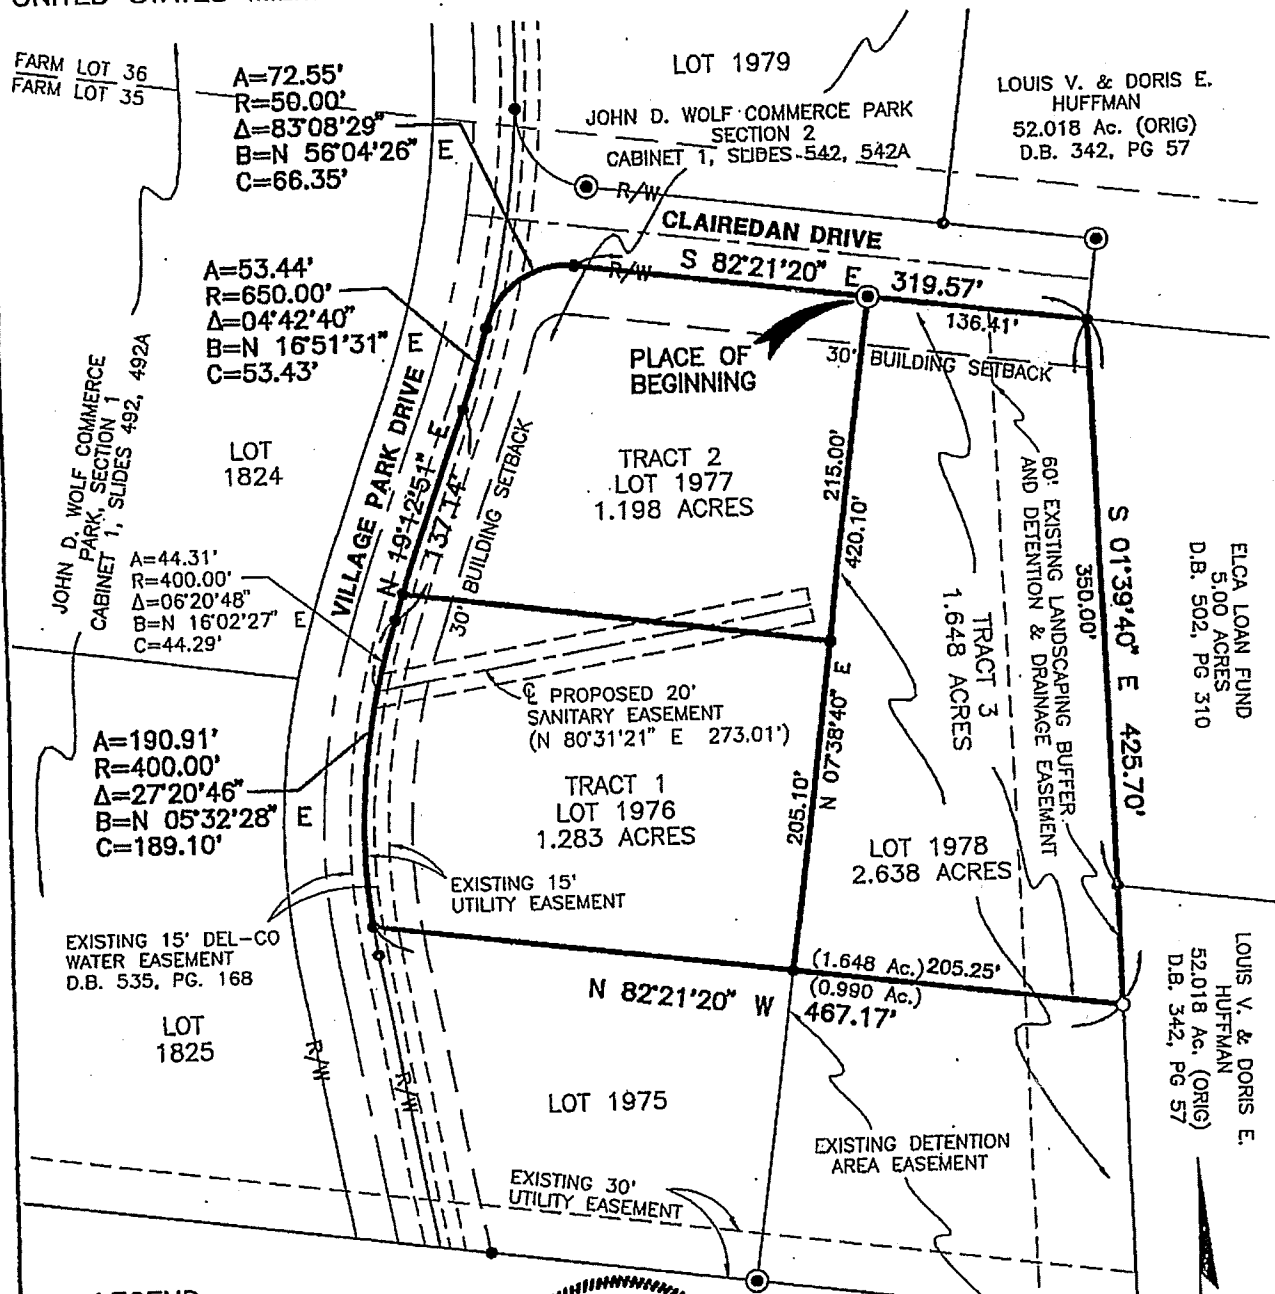 FARM LOT 36
FARM LOT 35
A=72.55'
R=50.00'
Δ=83°08'29"
B=N 56°04'26" E
C=66.35'
LOT 1979
JOHN D. WOLF COMMERCE PARK
SECTION 2
CABINET 1, SLIDES 542, 542A
LOUIS V. & DORIS E.
HUFFMAN
52.018 Ac. (ORIG)
D.B. 342, PG 57
R/W
CLAIREDAN DRIVE
R/W
S 82°21'20" E 319.57'
136.41'
A=53.44'
R=650.00'
Δ=04°42'40"
B=N 16°51'31" E
C=53.43'
PLACE OF
BEGINNING
30' BUILDING SETBACK
JOHN D. WOLF COMMERCE
PARK, SECTION 1
CABINET 1, SLIDES 492, 492A
LOT
1824
VILLAGE PARK DRIVE
N 19°12'51" E
137.14'
30' BUILDING SETBACK
TRACT 2
LOT 1977
1.198 ACRES
215.00'
420.10'
TRACT 3
1.648 ACRES
60' EXISTING LANDSCAPING BUFFER
AND DETENTION & DRAINAGE EASEMENT
350.00'
S 01°39'40" E 425.70'
ELCA LOAN FUND
5.00 ACRES
D.B. 502, PG 310
A=44.31'
R=400.00'
Δ=06°20'48"
B=N 16°02'27" E
C=44.29'
℄ PROPOSED 20'
SANITARY EASEMENT
(N 80°31'21" E 273.01')
N 07°38'40" E
205.10'
A=190.91'
R=400.00'
Δ=27°20'46"
B=N 05°32'28" E
C=189.10'
TRACT 1
LOT 1976
1.283 ACRES
LOT 1978
2.638 ACRES
EXISTING 15'
UTILITY EASEMENT
EXISTING 15' DEL-CO
WATER EASEMENT
D.B. 535, PG. 168
(1.648 Ac.) 205.25'
(0.990 Ac.)
N 82°21'20" W 467.17'
LOUIS V. & DORIS E.
HUFFMAN
52.018 Ac. (ORIG)
D.B. 342, PG 57
LOT
1825
R/W
R/W
LOT 1975
EXISTING DETENTION
AREA EASEMENT
EXISTING 30'
UTILITY EASEMENT